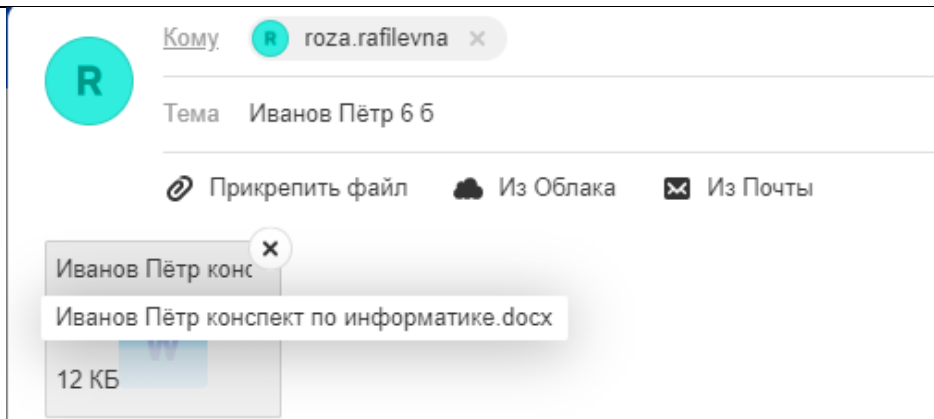 Кому R roza.rafilevna ×
R
Тема Иванов Пётр 6 б
Прикрепить файл Из Облака Из Почты
Иванов Пётр конс
Иванов Пётр конспект по информатике.docx
W
12 КБ